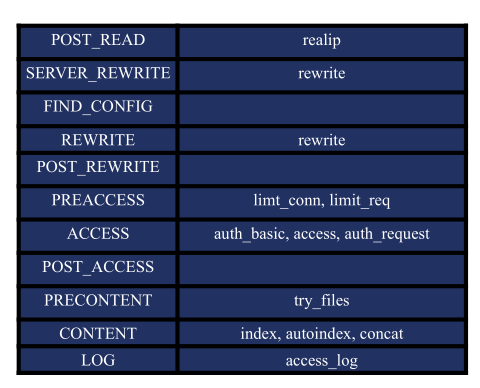 POST_READ realip
SERVER_REWRITE rewrite
FIND_CONFIG
REWRITE rewrite
POST_REWRITE
PREACCESS limt_conn, limit_req
ACCESS auth_basic, access, auth_request
POST_ACCESS
PRECONTENT try_files
CONTENT index, autoindex, concat
LOG access_log